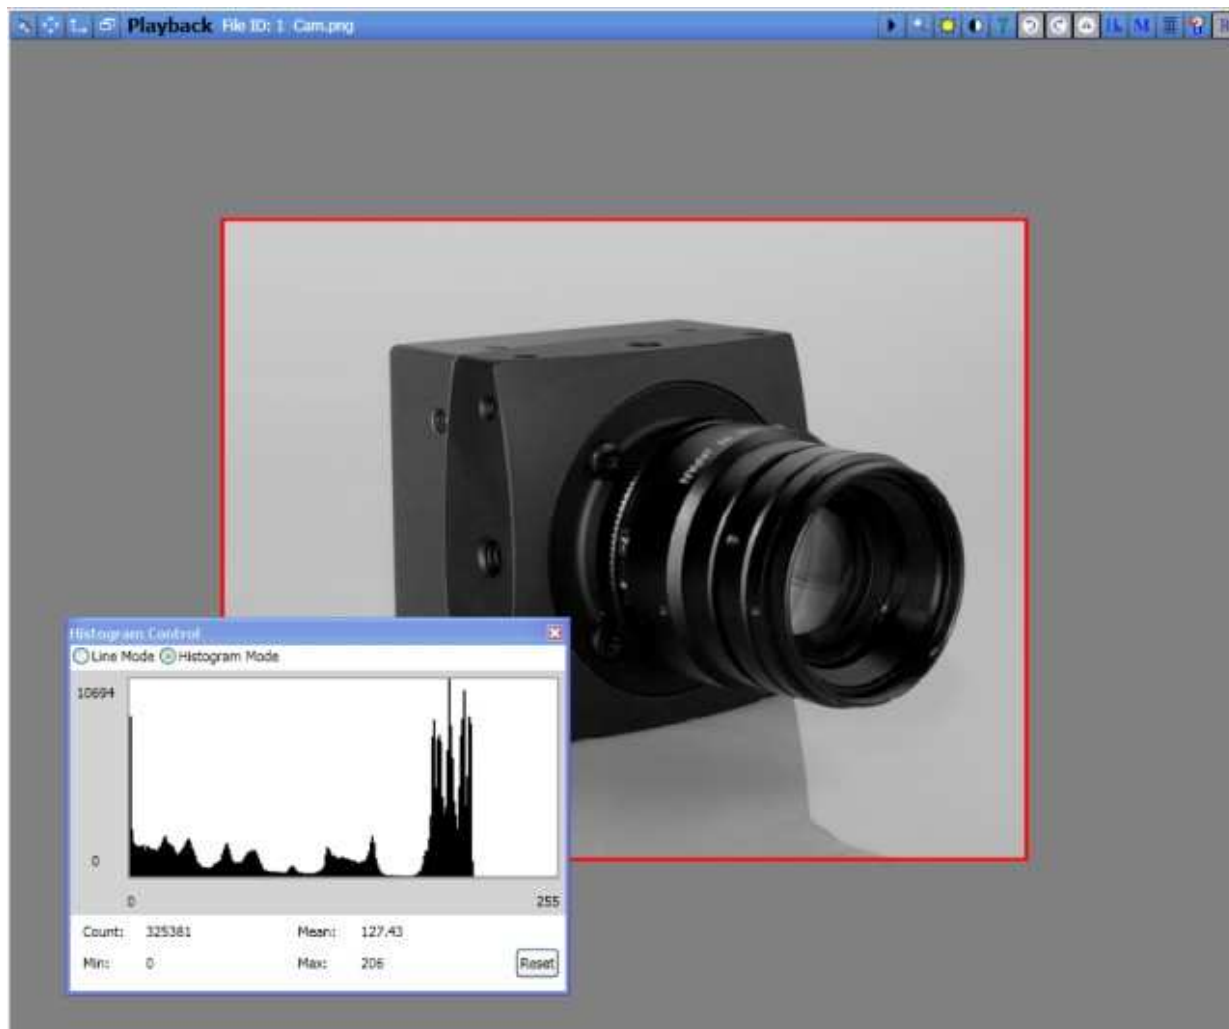 Playback File ID: 1 Cam.png
Histogram Control
Line Mode Histogram Mode
10694
0
0 255
Count: 325381 Mean: 127.43
Min: 0 Max: 206 Reset